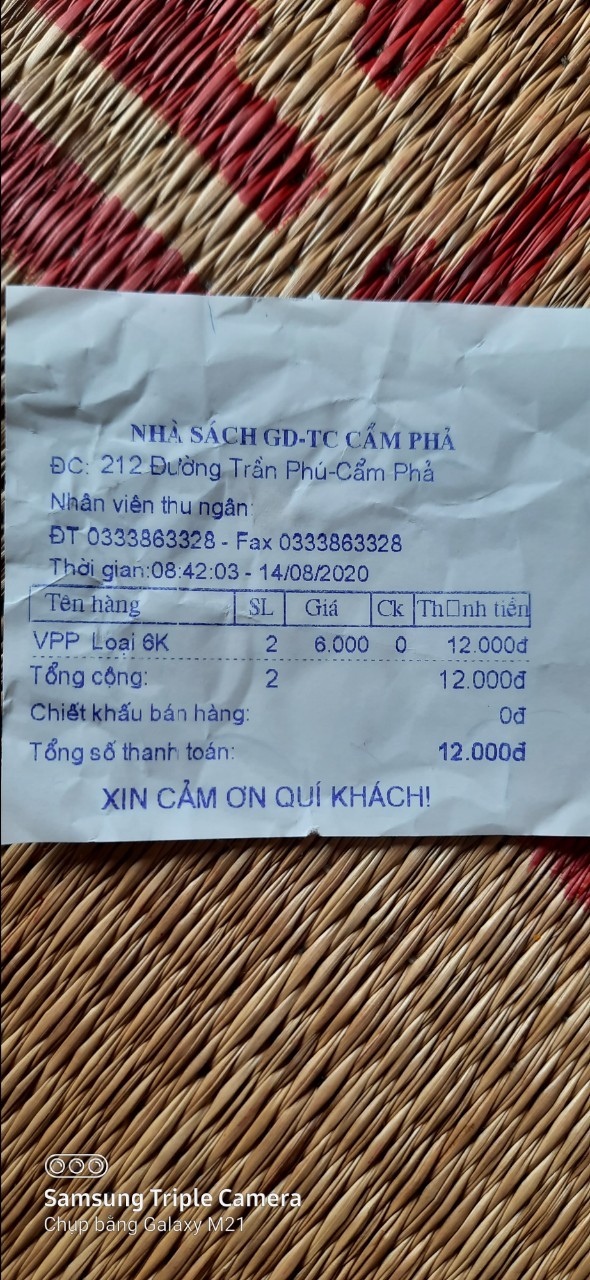 NHÀ SÁCH GD-TC CẨM PHẢ
ĐC: 212 Đường Trần Phú-Cẩm Phả
Nhân viên thu ngân:
ĐT 0333863328 - Fax 0333863328
Thời gian:08:42:03 - 14/08/2020
Tên hàng SL Giá Ck Th□nh tiền
VPP Loại 6K 2 6.000 0 12.000đ
Tổng cộng: 2 12.000đ
Chiết khấu bán hàng: 0đ
Tổng số thanh toán: 12.000đ
XIN CẢM ƠN QUÍ KHÁCH!
Samsung Triple Camera
Chụp bằng Galaxy M21